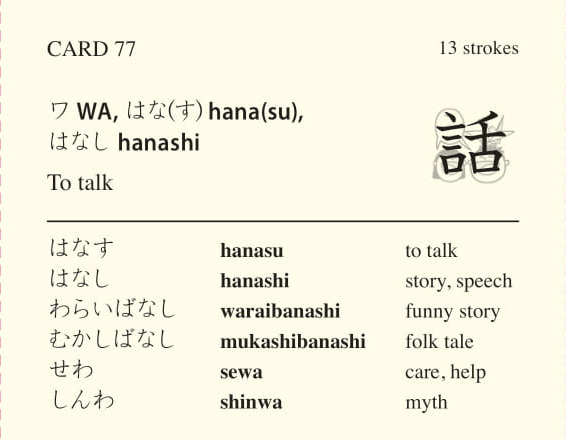 CARD 77 13 strokes
ワ WA, はな(す) hana(su),
はなし hanashi
話
To talk
はなす hanasu to talk
はなし hanashi story, speech
わらいばなし waraibanashi funny story
むかしばなし mukashibanashi folk tale
せわ sewa care, help
しんわ shinwa myth